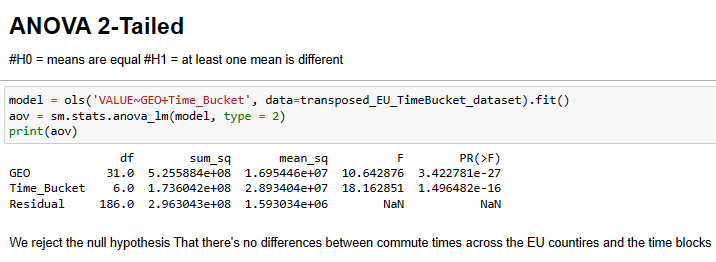 ANOVA 2-Tailed
#H0 = means are equal #H1 = at least one mean is different
model = ols('VALUE~GEO+Time_Bucket', data=transposed_EU_TimeBucket_dataset).fit()
aov = sm.stats.anova_lm(model, type = 2)
print(aov)
df sum_sq mean_sq F PR(>F)
GEO 31.0 5.255884e+08 1.695446e+07 10.642876 3.422781e-27
Time_Bucket 6.0 1.736042e+08 2.893404e+07 18.162851 1.496482e-16
Residual 186.0 2.963043e+08 1.593034e+06 NaN NaN
We reject the null hypothesis That there's no differences between commute times across the EU countires and the time blocks